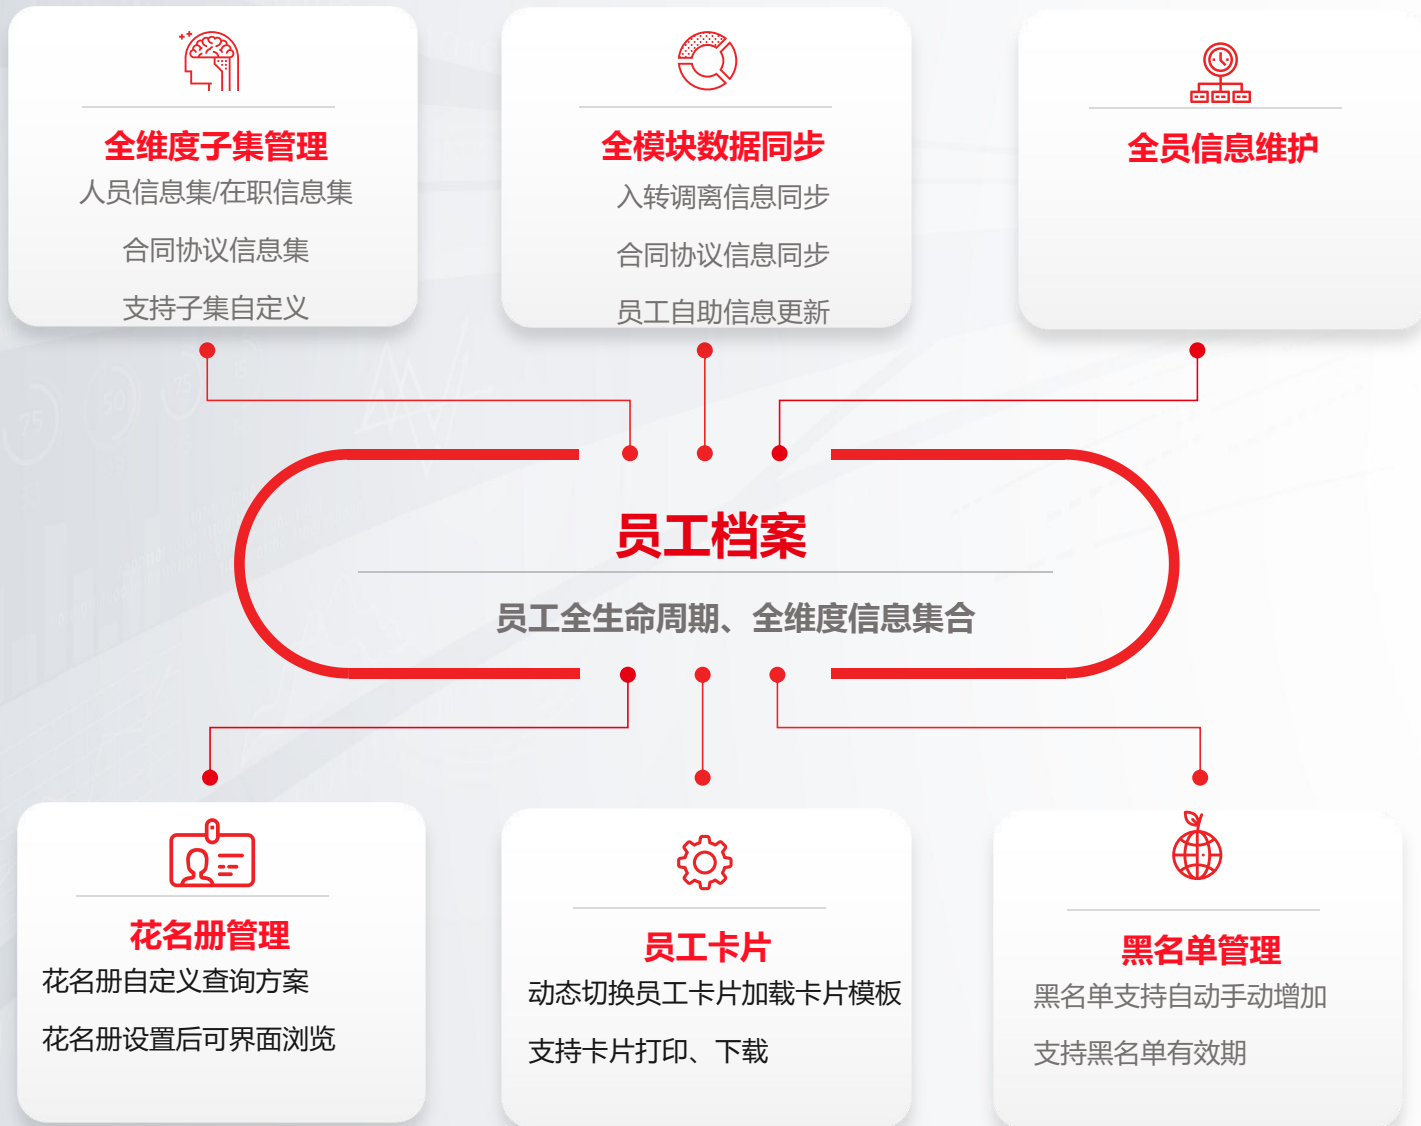 全维度子集管理
人员信息集/在职信息集
合同协议信息集
支持子集自定义
全模块数据同步
入转调离信息同步
合同协议信息同步
员工自助信息更新
全员信息维护
75
50
75
员工档案
员工全生命周期、全维度信息集合
花名册管理
花名册自定义查询方案
花名册设置后可界面浏览
员工卡片
动态切换员工卡片加载卡片模板
支持卡片打印、下载
黑名单管理
黑名单支持自动手动增加
支持黑名单有效期